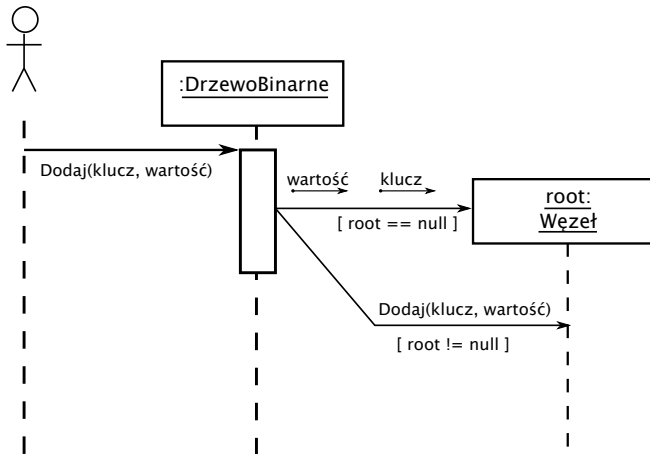 :DrzewoBinarne
Dodaj(klucz, wartość)
wartość klucz
[ root == null ]
root:
Węzeł
Dodaj(klucz, wartość)
[ root != null ]